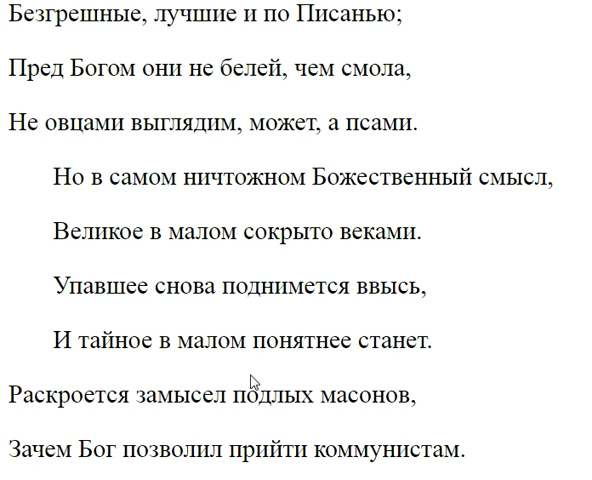 Безгрешные, лучшие и по Писанью;
Пред Богом они не белей, чем смола,
Не овцами выглядим, может, а псами.
Но в самом ничтожном Божественный смысл,
Великое в малом сокрыто веками.
Упавшее снова поднимется ввысь,
И тайное в малом понятнее станет.
Раскроется замысел подлых масонов,
Зачем Бог позволил прийти коммунистам.